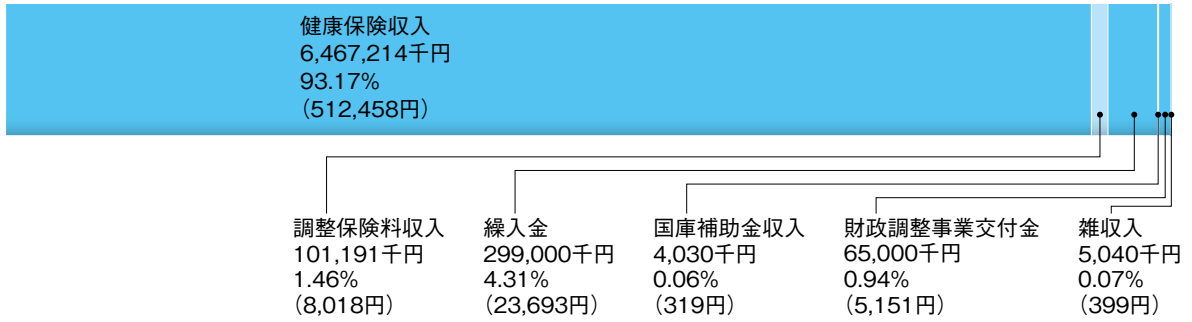 健康保険収入
6,467,214千円
93.17%
（512,458円）
調整保険料収入
101,191千円
1.46%
（8,018円）
繰入金
299,000千円
4.31%
（23,693円）
国庫補助金収入
4,030千円
0.06%
（319円）
財政調整事業交付金
65,000千円
0.94%
（5,151円）
雑収入
5,040千円
0.07%
（399円）